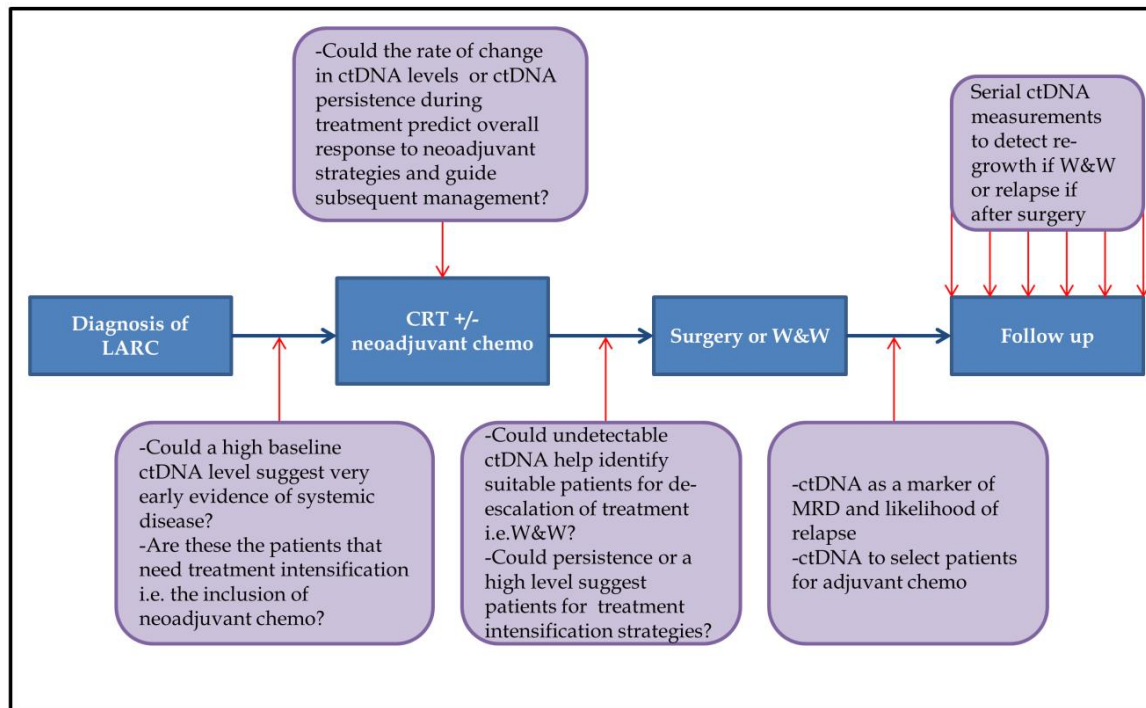 -Could the rate of change
in ctDNA levels  or ctDNA
persistence during
treatment predict overall
response to neoadjuvant
strategies and guide
subsequent management?
Serial ctDNA
measurements
to detect re-
growth if W&W
or relapse if
after surgery
Diagnosis of
LARC
CRT +/-
neoadjuvant chemo
Surgery or W&W
Follow up
-Could a high baseline
ctDNA level suggest very
early evidence of systemic
disease?
-Are these the patients that
need treatment intensification
i.e. the inclusion of
neoadjuvant chemo?
-Could undetectable
ctDNA help identify
suitable patients for de-
escalation of treatment
i.e.W&W?
-Could persistence or a
high level suggest
patients for  treatment
intensification strategies?
-ctDNA as a marker of
MRD and likelihood of
relapse
-ctDNA to select patients
for adjuvant chemo